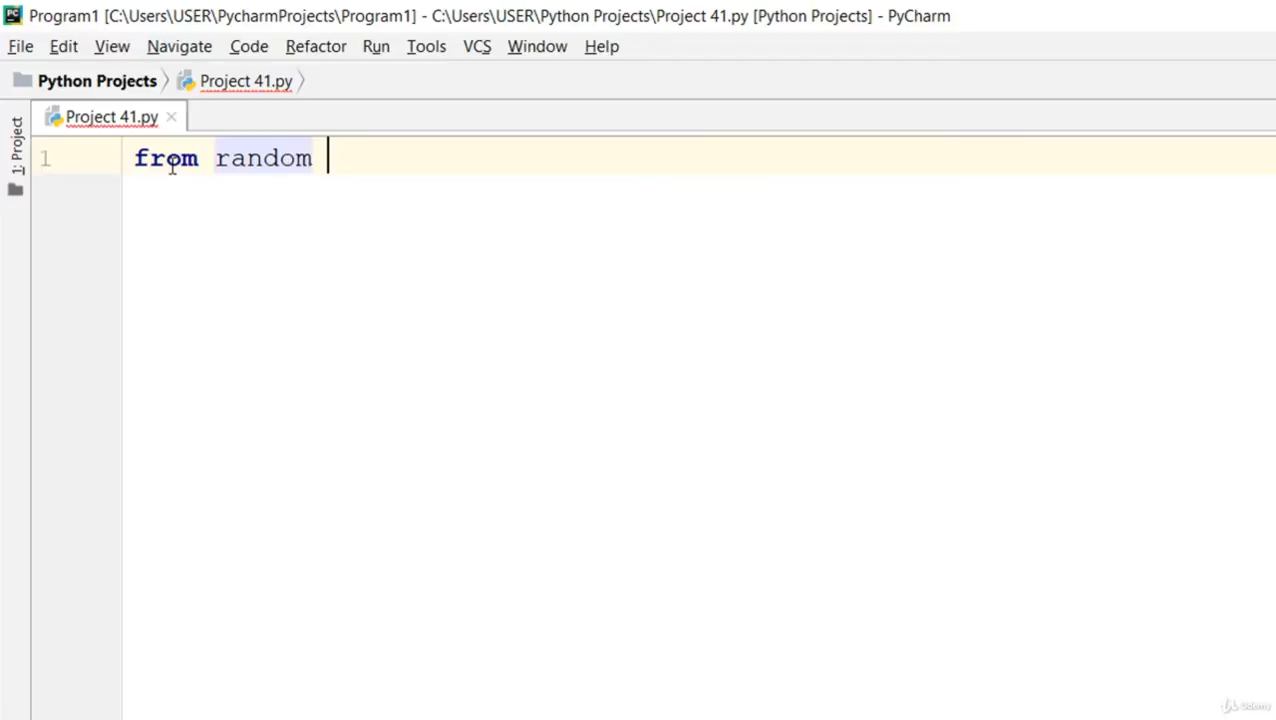 PC Program1 [C:\Users\USER\PycharmProjects\Program1] - C:\Users\USER\Python Projects\Project 41.py [Python Projects] - PyCharm
File Edit View Navigate Code Refactor Run Tools VCS Window Help
Python Projects Project 41.py
Project 41.py
1: Project
1 from random
Udemy